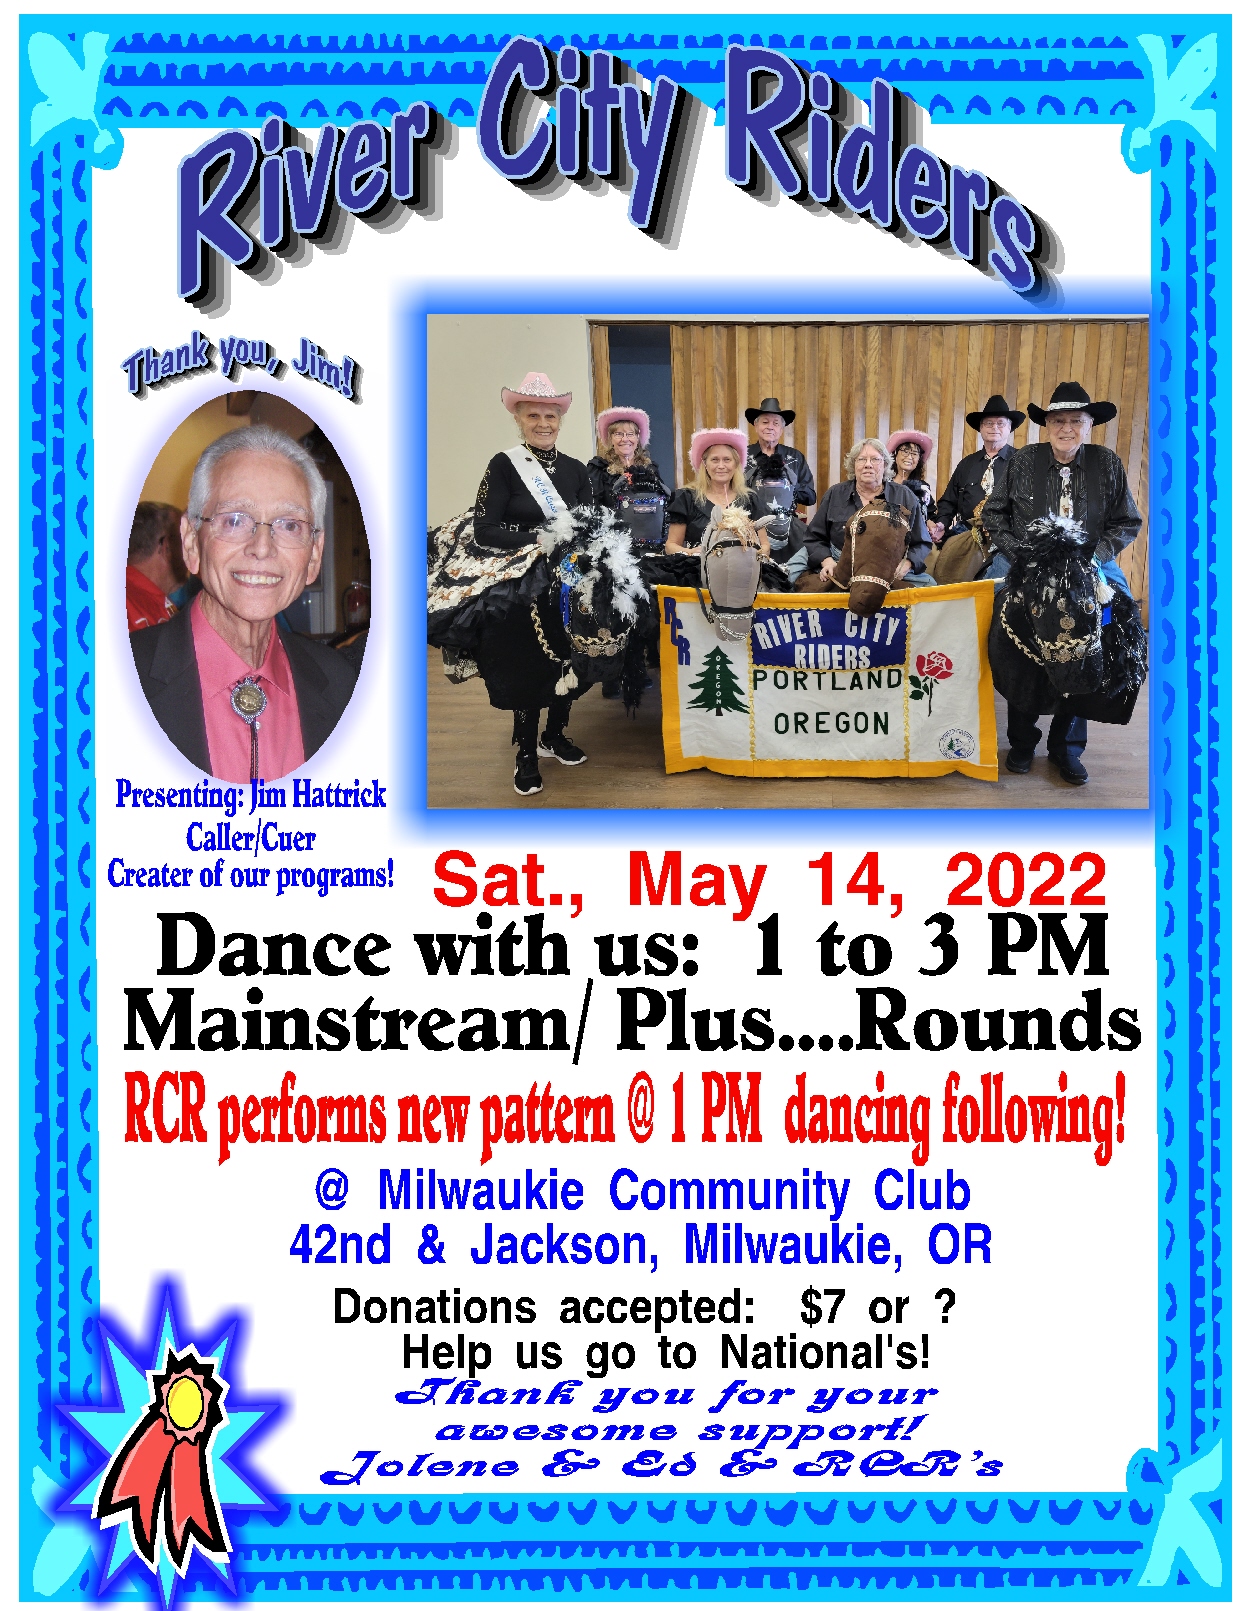 River City Riders
Thank you, Jim!
RCR
OREGON
RIVER CITY
RIDERS
PORTLAND
OREGON
Presenting: Jim Hattrick
Caller/Cuer
Creater of our programs!
Sat., May 14, 2022
Dance with us: 1 to 3 PM
Mainstream/ Plus....Rounds
RCR performs new pattern @ 1 PM dancing following!
@ Milwaukie Community Club
42nd & Jackson, Milwaukie, OR
Donations accepted: $7 or ?
Help us go to National's!
Thank you for your
awesome support!
Jolene & Ed & RCR's